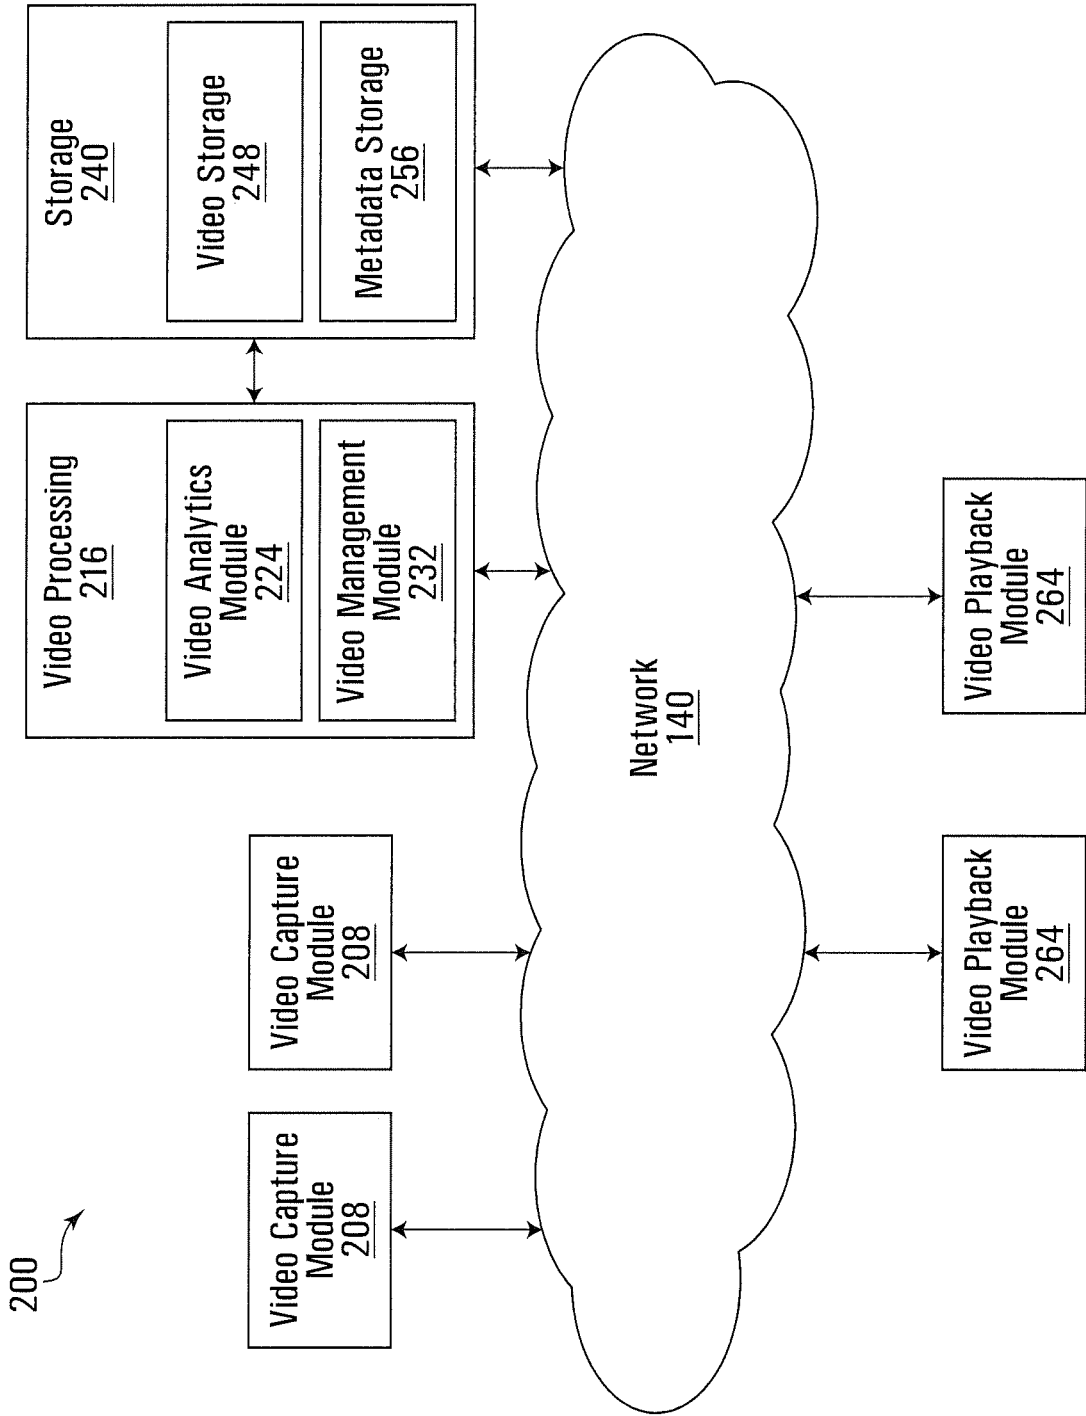 200
Video Capture
Module
208
Video Capture
Module
208
Video Processing
216
Video Analytics
Module
224
Video Management
Module
232
Storage
240
Video Storage
248
Metadata Storage
256
Network
140
Video Playback
Module
264
Video Playback
Module
264